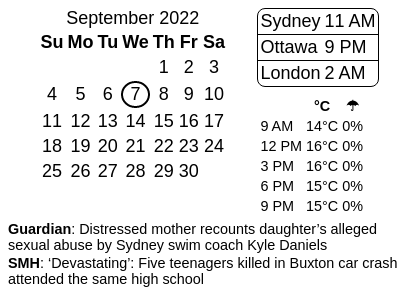 September 2022
Su Mo Tu We Th Fr Sa
1 2 3
4 5 6 7 8 9 10
11 12 13 14 15 16 17
18 19 20 21 22 23 24
25 26 27 28 29 30
Sydney 11 AM
Ottawa 9 PM
London 2 AM
°C ☂
9 AM 14°C 0%
12 PM 16°C 0%
3 PM 16°C 0%
6 PM 15°C 0%
9 PM 15°C 0%
Guardian: Distressed mother recounts daughter’s alleged
sexual abuse by Sydney swim coach Kyle Daniels
SMH: ‘Devastating’: Five teenagers killed in Buxton car crash
attended the same high school